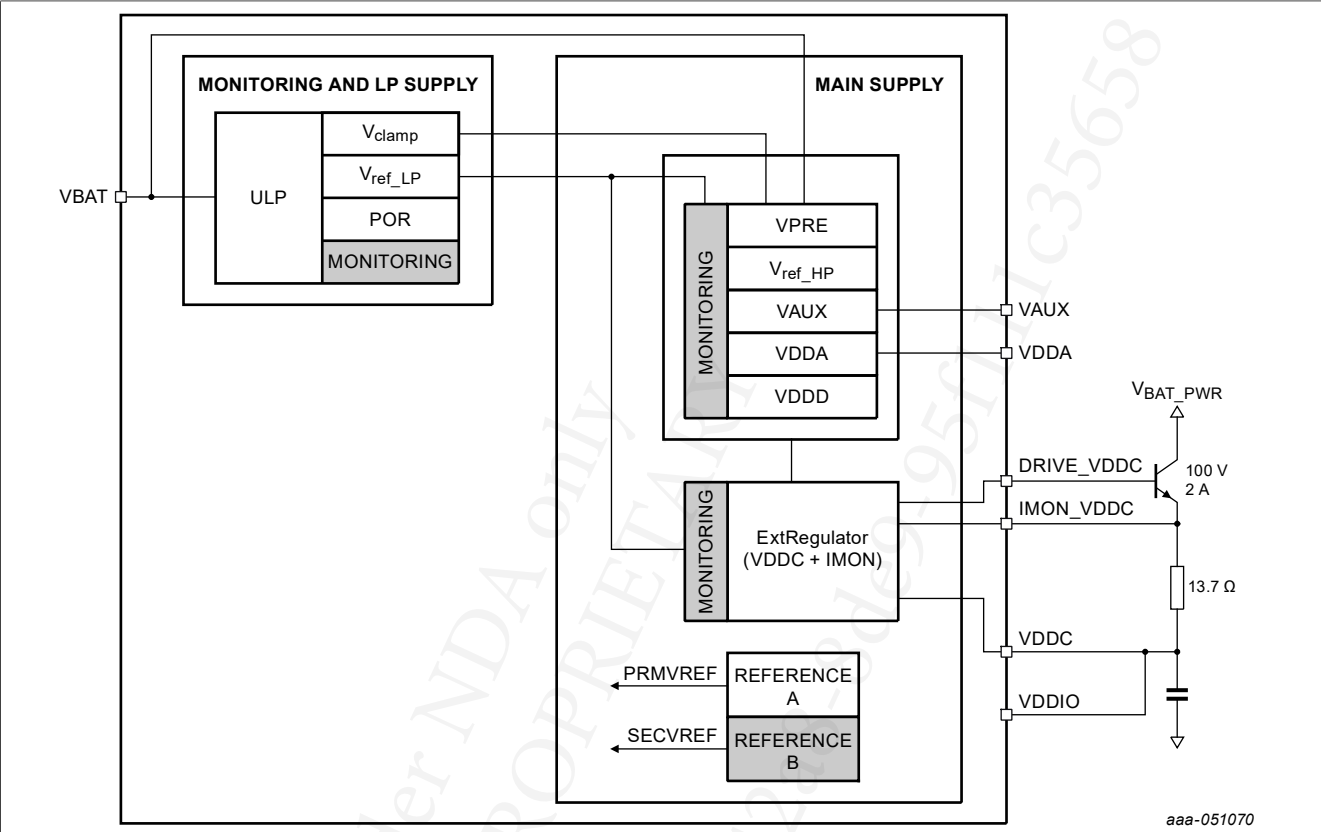 MONITORING AND LP SUPPLY
MAIN SUPPLY
VBAT
ULP
Vclamp
Vref_LP
POR
MONITORING
MONITORING
VPRE
Vref_HP
VAUX
VDDA
VDDD
VAUX
VDDA
VBAT_PWR
100 V
2 A
DRIVE_VDDC
IMON_VDDC
MONITORING
ExtRegulator
(VDDC + IMON)
13.7 Ω
VDDC
VDDIO
PRMVREF
REFERENCE
A
SECVREF
REFERENCE
B
aaa-051070